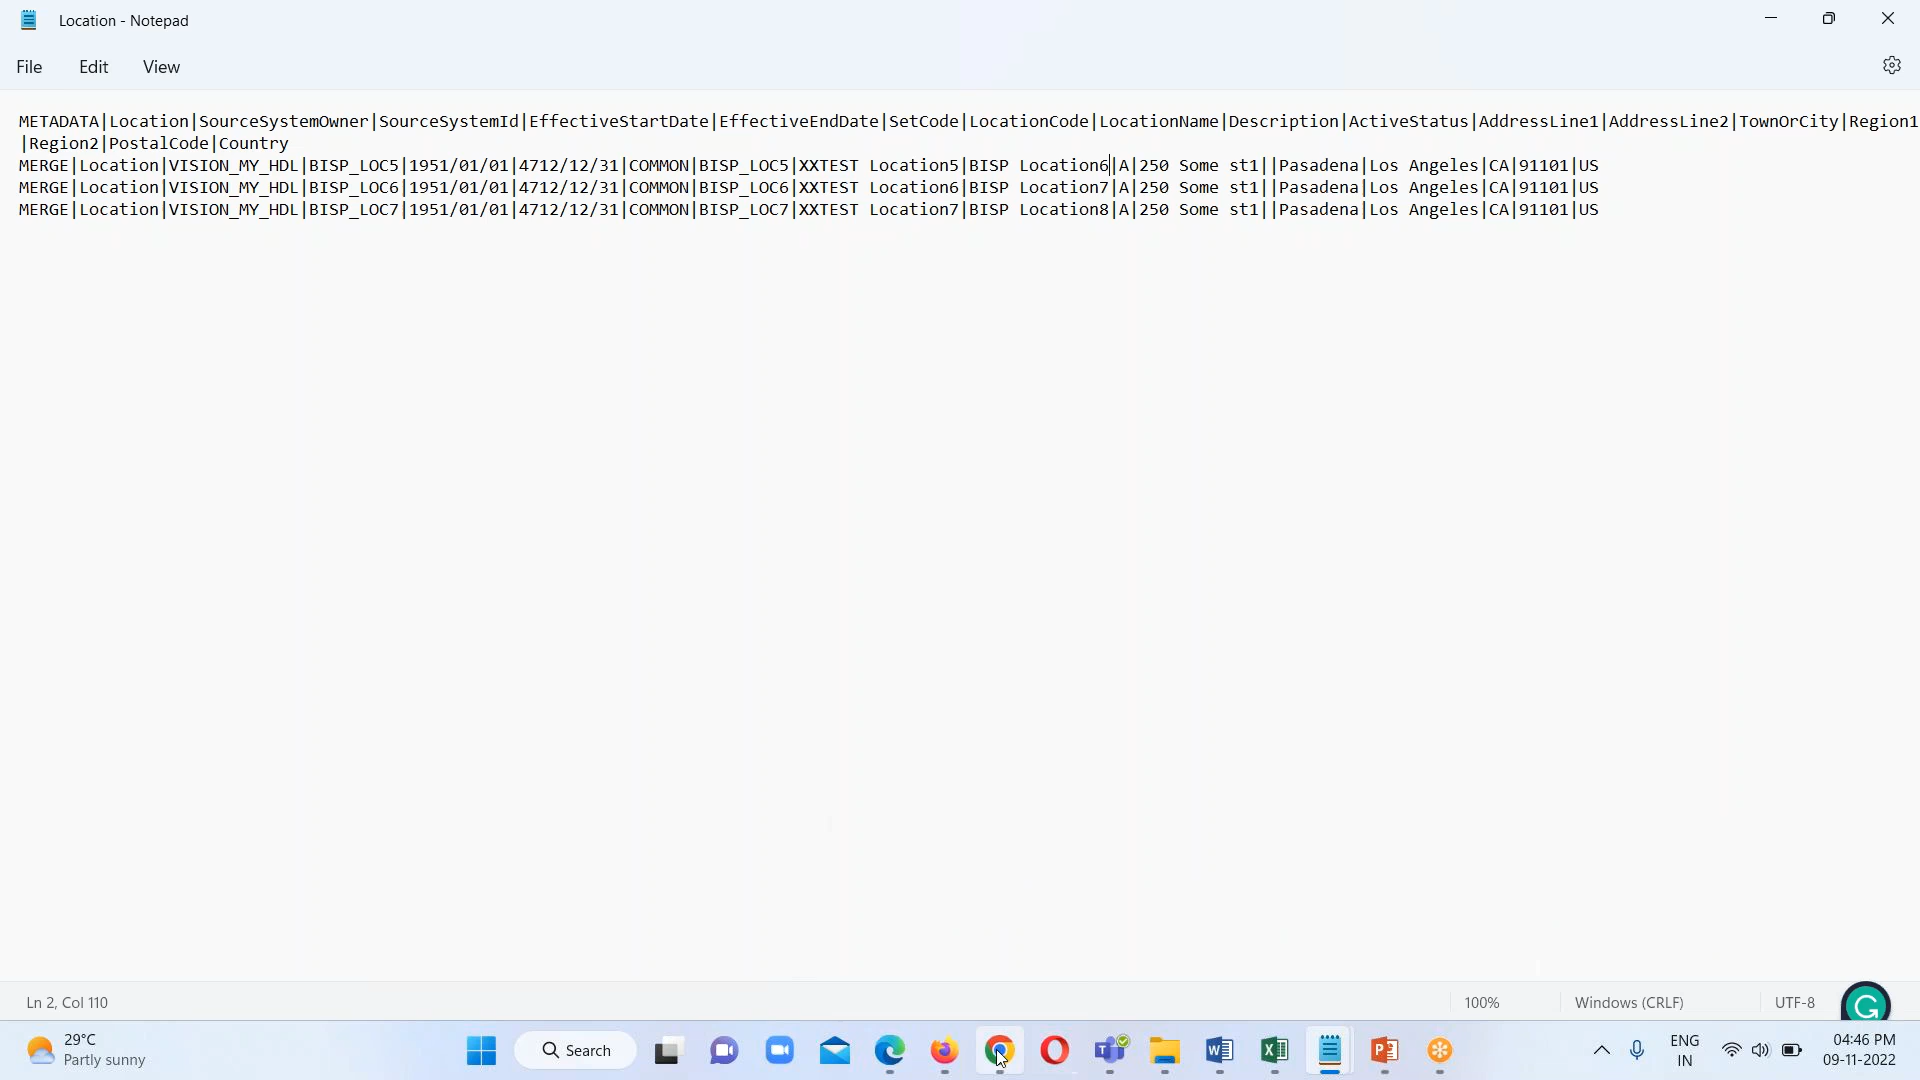 Location - Notepad
File Edit View
METADATA|Location|SourceSystemOwner|SourceSystemId|EffectiveStartDate|EffectiveEndDate|SetCode|LocationCode|LocationName|Description|ActiveStatus|AddressLine1|AddressLine2|TownOrCity|Region1
|Region2|PostalCode|Country
MERGE|Location|VISION_MY_HDL|BISP_LOC5|1951/01/01|4712/12/31|COMMON|BISP_LOC5|XXTEST Location5|BISP Location6|A|250 Some st1||Pasadena|Los Angeles|CA|91101|US
MERGE|Location|VISION_MY_HDL|BISP_LOC6|1951/01/01|4712/12/31|COMMON|BISP_LOC6|XXTEST Location6|BISP Location7|A|250 Some st1||Pasadena|Los Angeles|CA|91101|US
MERGE|Location|VISION_MY_HDL|BISP_LOC7|1951/01/01|4712/12/31|COMMON|BISP_LOC7|XXTEST Location7|BISP Location8|A|250 Some st1||Pasadena|Los Angeles|CA|91101|US
Ln 2, Col 110 100% Windows (CRLF) UTF-8
29°C
Partly sunny
Search
ENG
IN
04:46 PM
09-11-2022